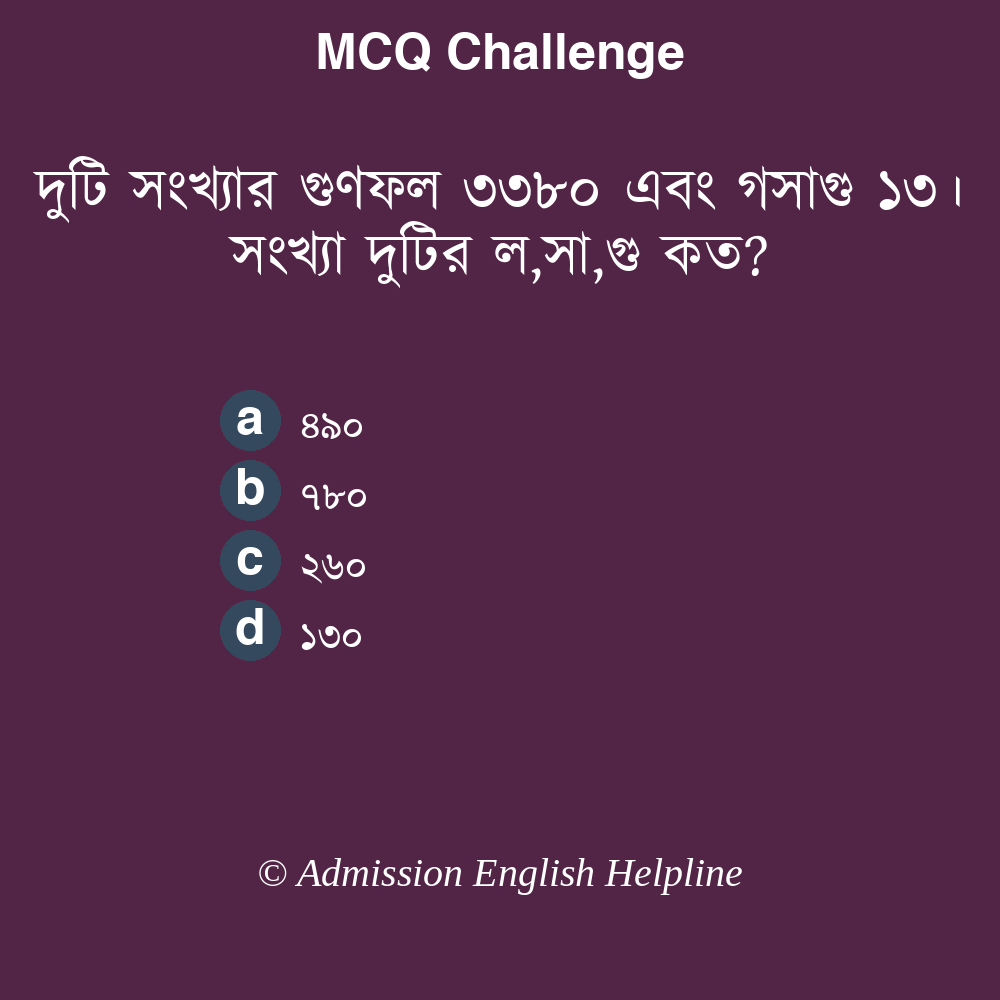 MCQ Challenge
দুটি সংখ্যার গুণফল ৩৩৮০ এবং গসাগু ১৩।
সংখ্যা দুটির ল,সা,গু কত?
a ৪৯০
b ৭৮০
c ২৬০
d ১৩০
© Admission English Helpline